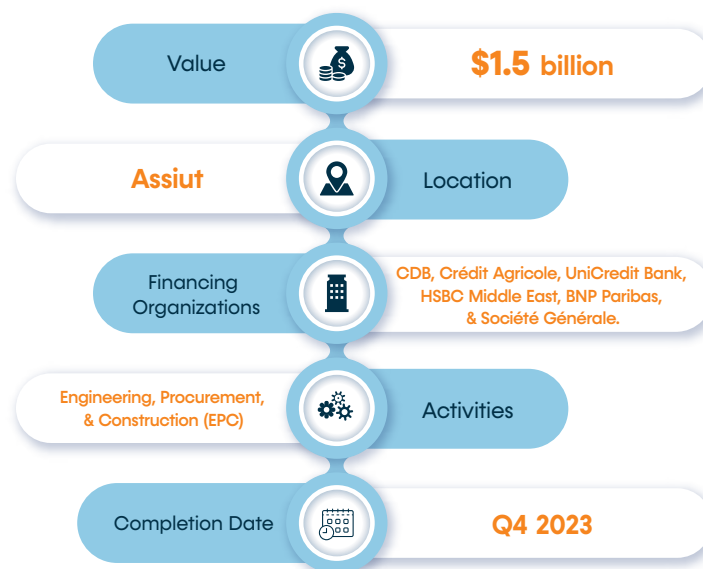 Value
$1.5 billion
Assiut
Location
Financing
Organizations
CDB, Crédit Agricole, UniCredit Bank,
HSBC Middle East, BNP Paribas,
& Société Générale.
Engineering, Procurement,
& Construction (EPC)
Activities
Completion Date
Q4 2023